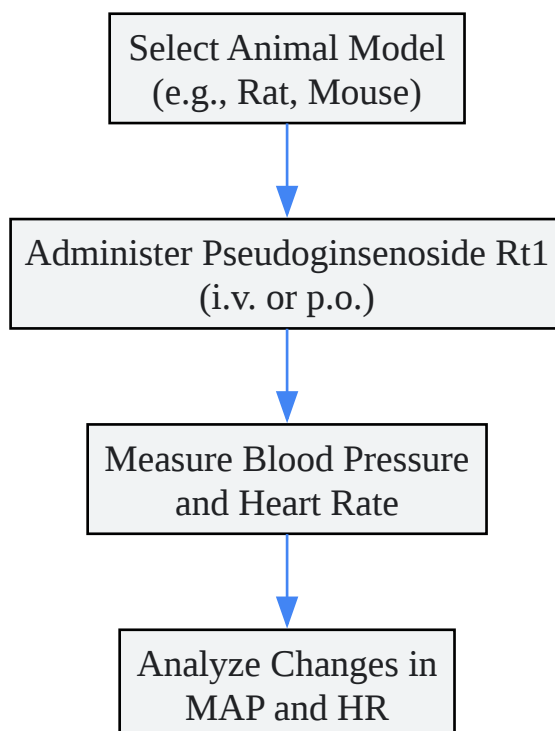 Select Animal Model
(e.g., Rat, Mouse)
Administer Pseudoginsenoside Rt1
(i.v. or p.o.)
Measure Blood Pressure
and Heart Rate
Analyze Changes in
MAP and HR